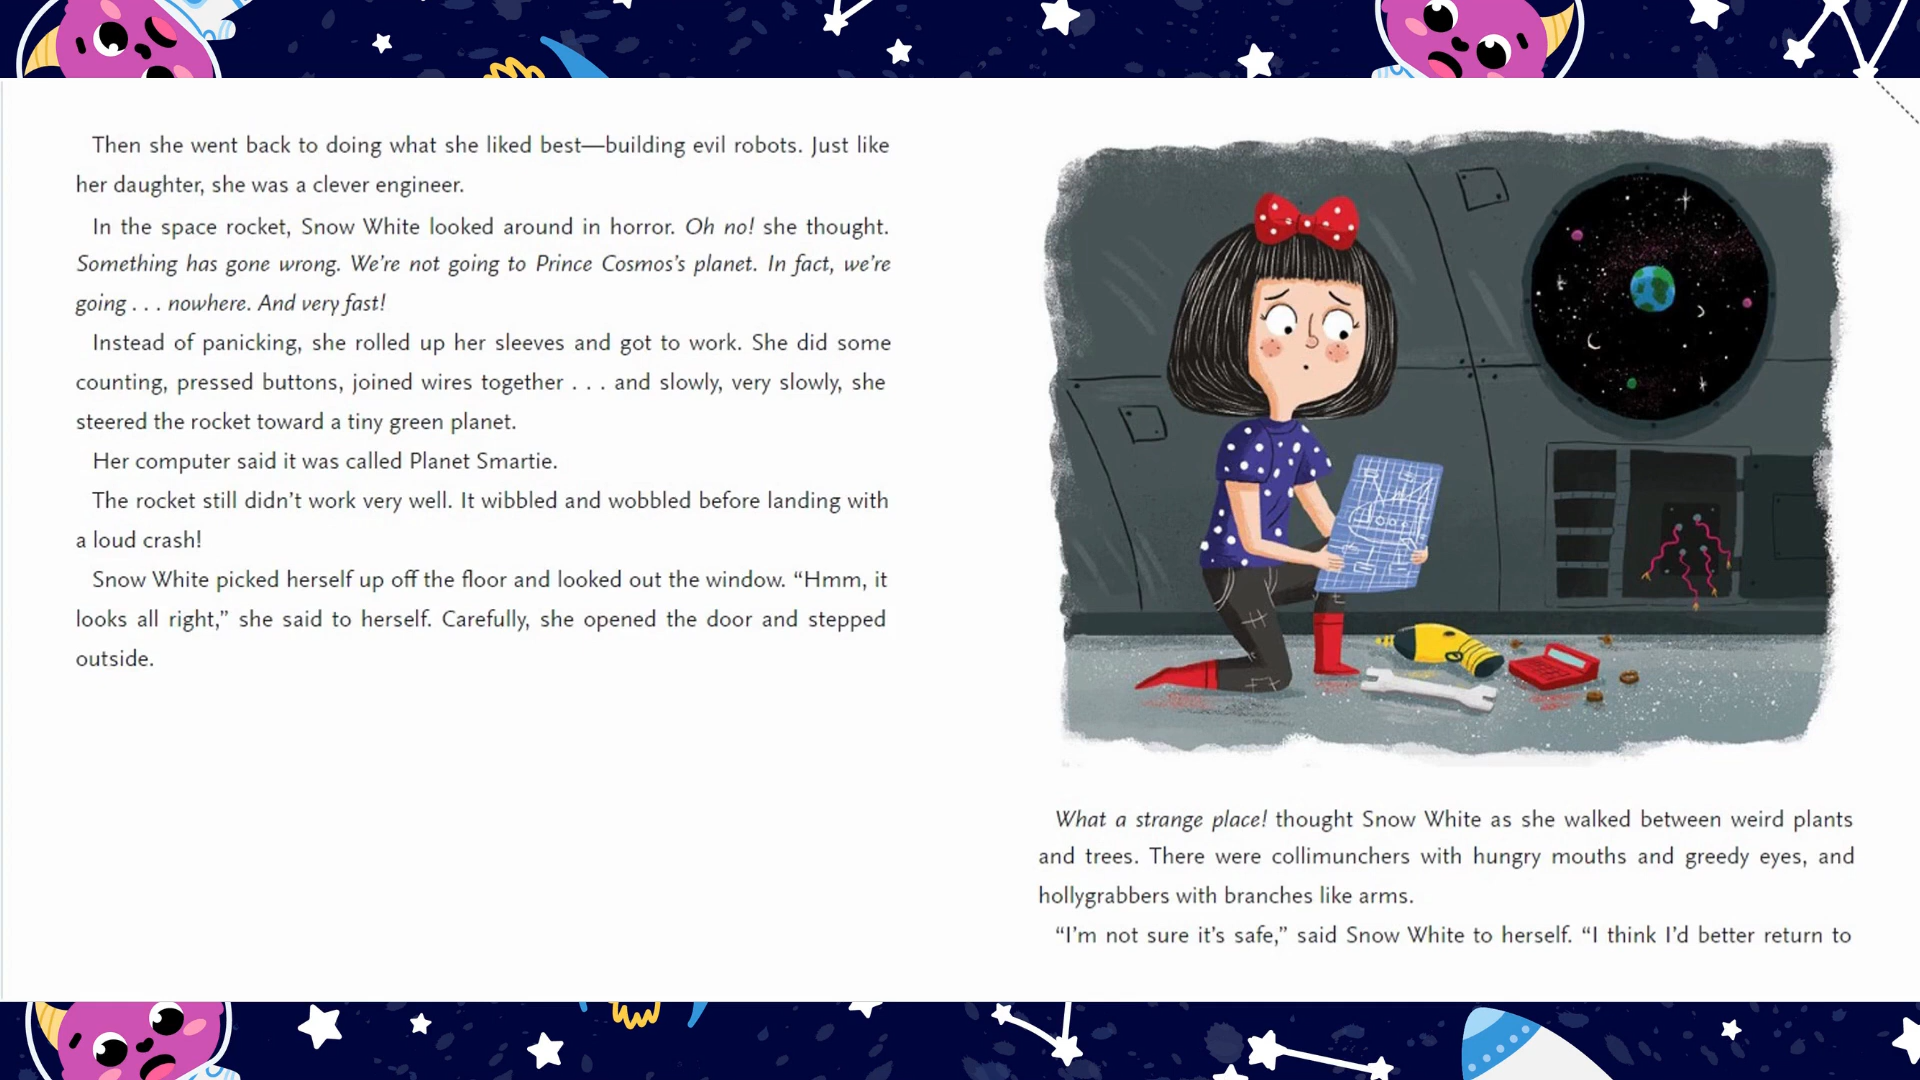 Then she went back to doing what she liked best—building evil robots. Just like
her daughter, she was a clever engineer.
In the space rocket, Snow White looked around in horror. Oh no! she thought.
Something has gone wrong. We’re not going to Prince Cosmos’s planet. In fact, we’re
going . . . nowhere. And very fast!
Instead of panicking, she rolled up her sleeves and got to work. She did some
counting, pressed buttons, joined wires together . . . and slowly, very slowly, she
steered the rocket toward a tiny green planet.
Her computer said it was called Planet Smartie.
The rocket still didn’t work very well. It wibbled and wobbled before landing with
a loud crash!
Snow White picked herself up off the floor and looked out the window. “Hmm, it
looks all right,” she said to herself. Carefully, she opened the door and stepped
outside.
What a strange place! thought Snow White as she walked between weird plants
and trees. There were collimunchers with hungry mouths and greedy eyes, and
hollygrabbers with branches like arms.
“I’m not sure it’s safe,” said Snow White to herself. “I think I’d better return to